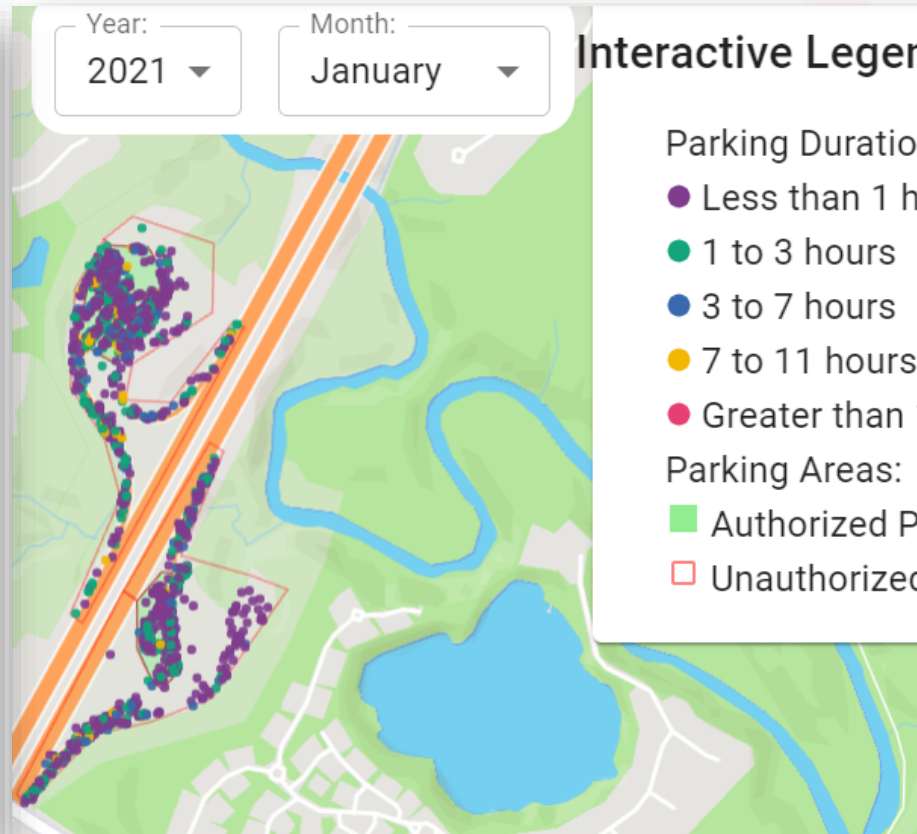 Year:
2021
Month:
January
Interactive Leger
Parking Duratio
Less than 1 h
1 to 3 hours
3 to 7 hours
7 to 11 hours
Greater than
Parking Areas:
Authorized P
Unauthorized